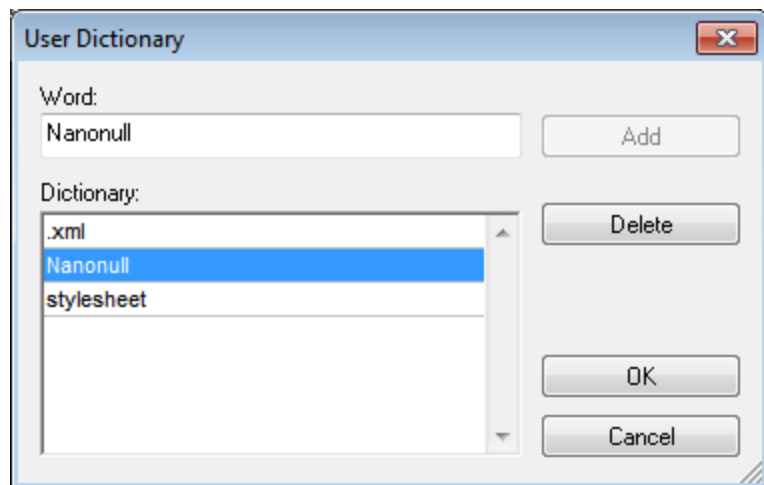 User Dictionary
Word:
Nanonull
Add
Dictionary:
.xml
Nanonull
stylesheet
Delete
OK
Cancel